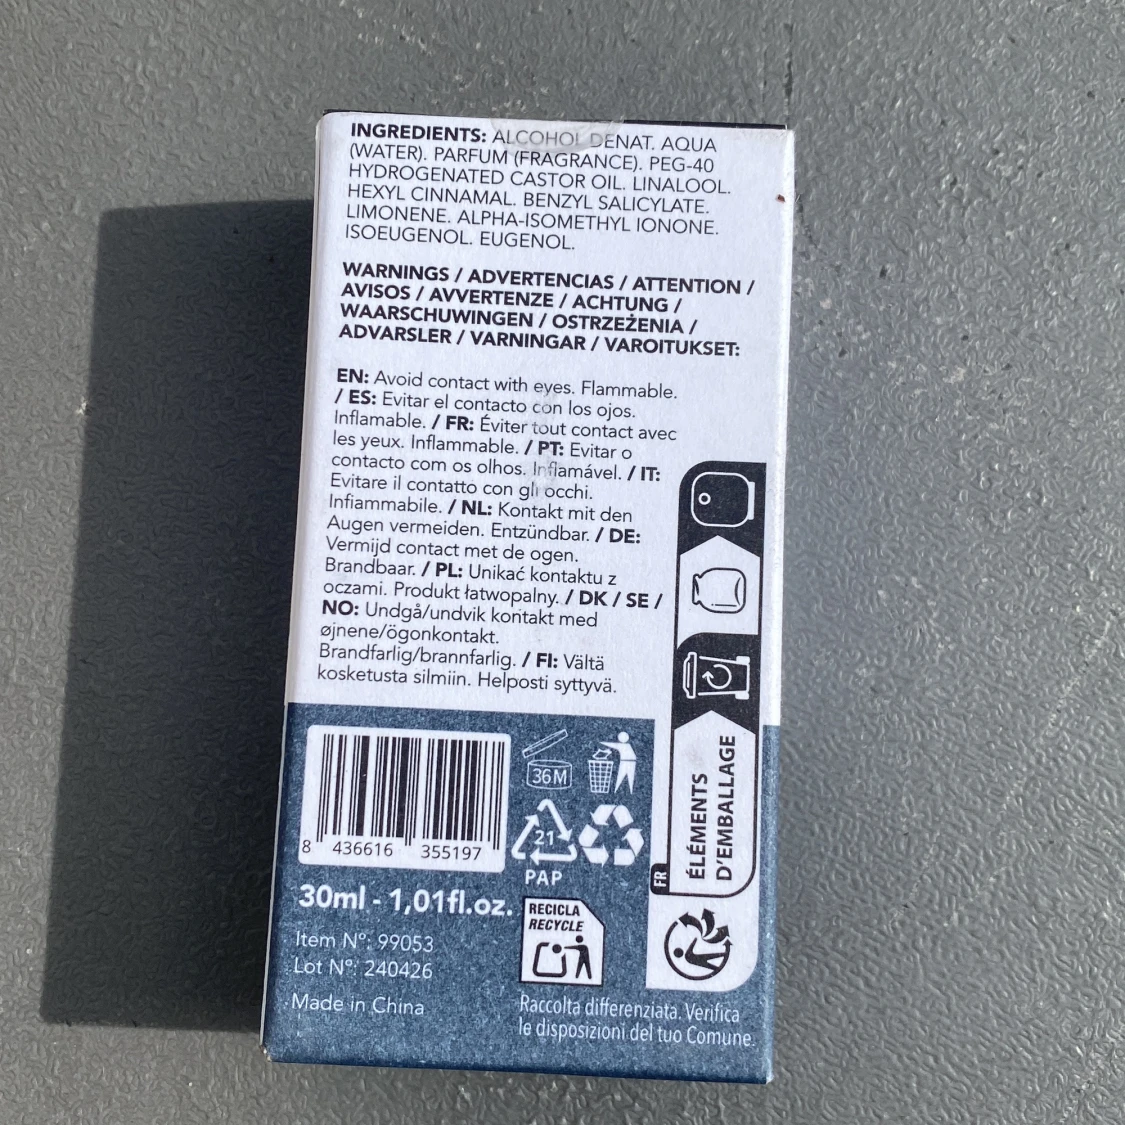 INGREDIENTS: ALCOHOL DENAT. AQUA
(WATER). PARFUM (FRAGRANCE). PEG-40
HYDROGENATED CASTOR OIL. LINALOOL.
HEXYL CINNAMAL. BENZYL SALICYLATE.
LIMONENE. ALPHA-ISOMETHYL IONONE.
ISOEUGENOL. EUGENOL.
WARNINGS / ADVERTENCIAS / ATTENTION /
AVISOS / AVVERTENZE / ACHTUNG /
WAARSCHUWINGEN / OSTRZEŻENIA /
ADVARSLER / VARNINGAR / VAROITUKSET:
EN: Avoid contact with eyes. Flammable.
/ ES: Evitar el contacto con los ojos.
Inflamable. / FR: Éviter tout contact avec
les yeux. Inflammable. / PT: Evitar o
contacto com os olhos. Inflamável. / IT:
Evitare il contatto con gli occhi.
Infiammabile. / NL: Kontakt mit den
Augen vermeiden. Entzündbar. / DE:
Vermijd contact met de ogen.
Brandbaar. / PL: Unikać kontaktu z
oczami. Produkt łatwopalny. / DK / SE /
NO: Undgå/undvik kontakt med
øjnene/ögonkontakt.
Brandfarlig/brannfarlig. / FI: Vältä
kosketusta silmiin. Helposti syttyvä.
8 436616 355197
36M
21
PAP
30ml - 1,01fl.oz.
Item Nº: 99053
Lot Nº: 240426
Made in China
RECICLA
RECYCLE
Raccolta differenziata. Verifica
le disposizioni del tuo Comune.
FR
ÉLÉMENTS
D'EMBALLAGE